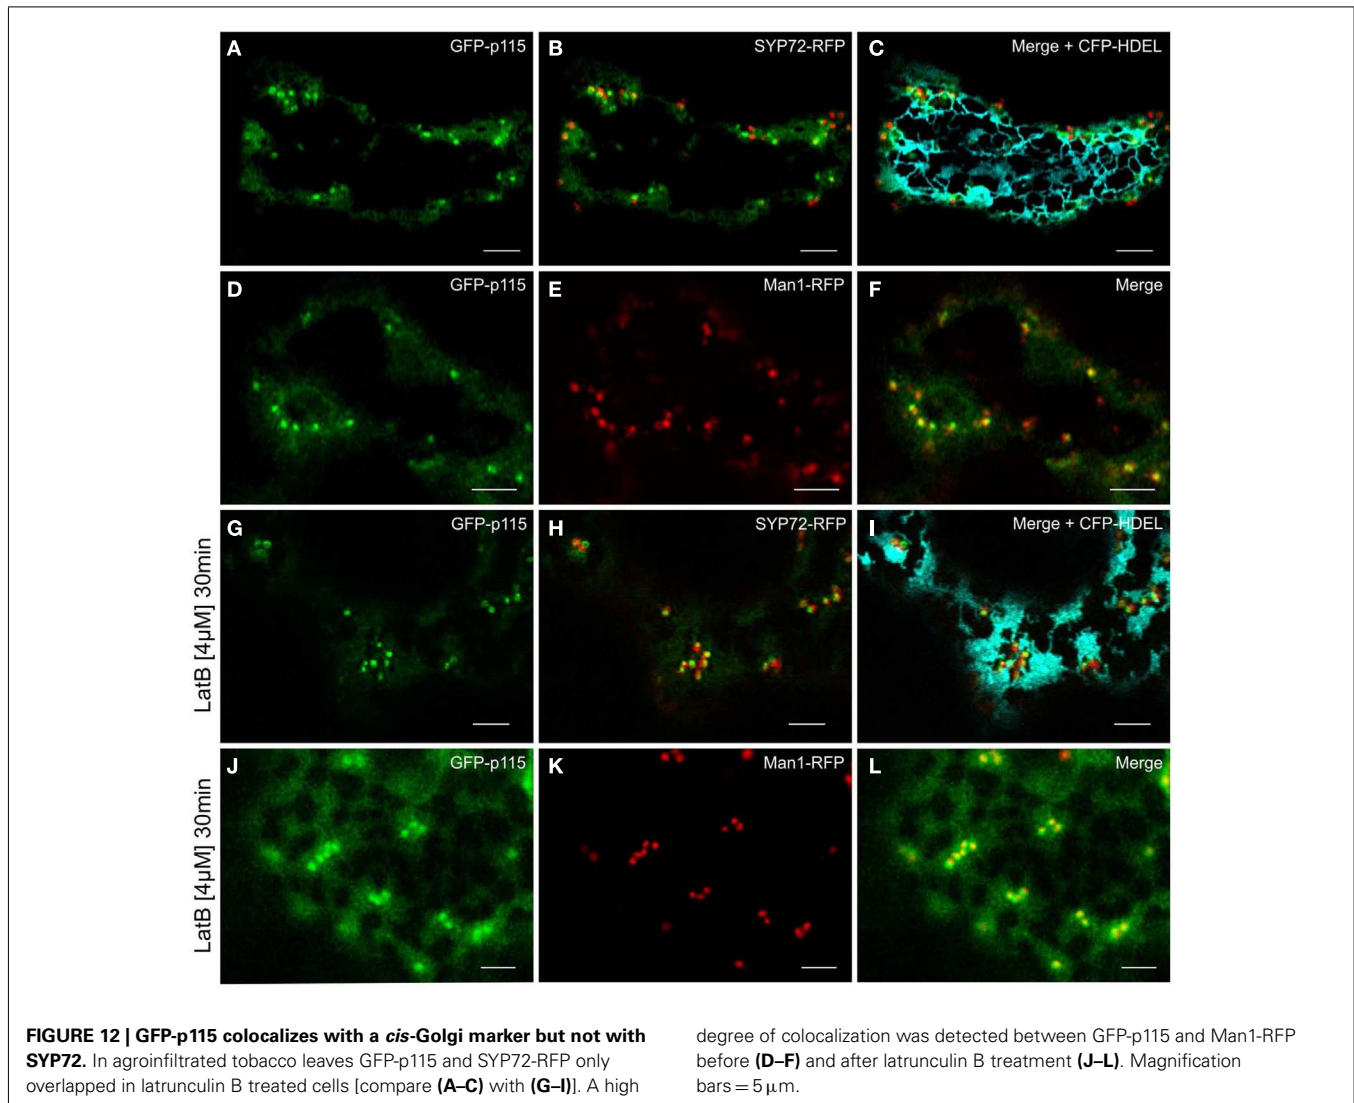 A GFP-p115
B SYP72-RFP
C Merge + CFP-HDEL
D GFP-p115
E Man1-RFP
F Merge
LatB [4µM] 30min
G GFP-p115
H SYP72-RFP
I Merge + CFP-HDEL
LatB [4µM] 30min
J GFP-p115
K Man1-RFP
L Merge
FIGURE 12 | GFP-p115 colocalizes with a cis-Golgi marker but not with
SYP72. In agroinfiltrated tobacco leaves GFP-p115 and SYP72-RFP only
overlapped in latrunculin B treated cells [compare (A–C) with (G–I)]. A high
degree of colocalization was detected between GFP-p115 and Man1-RFP
before (D–F) and after latrunculin B treatment (J–L). Magnification
bars = 5 µm.